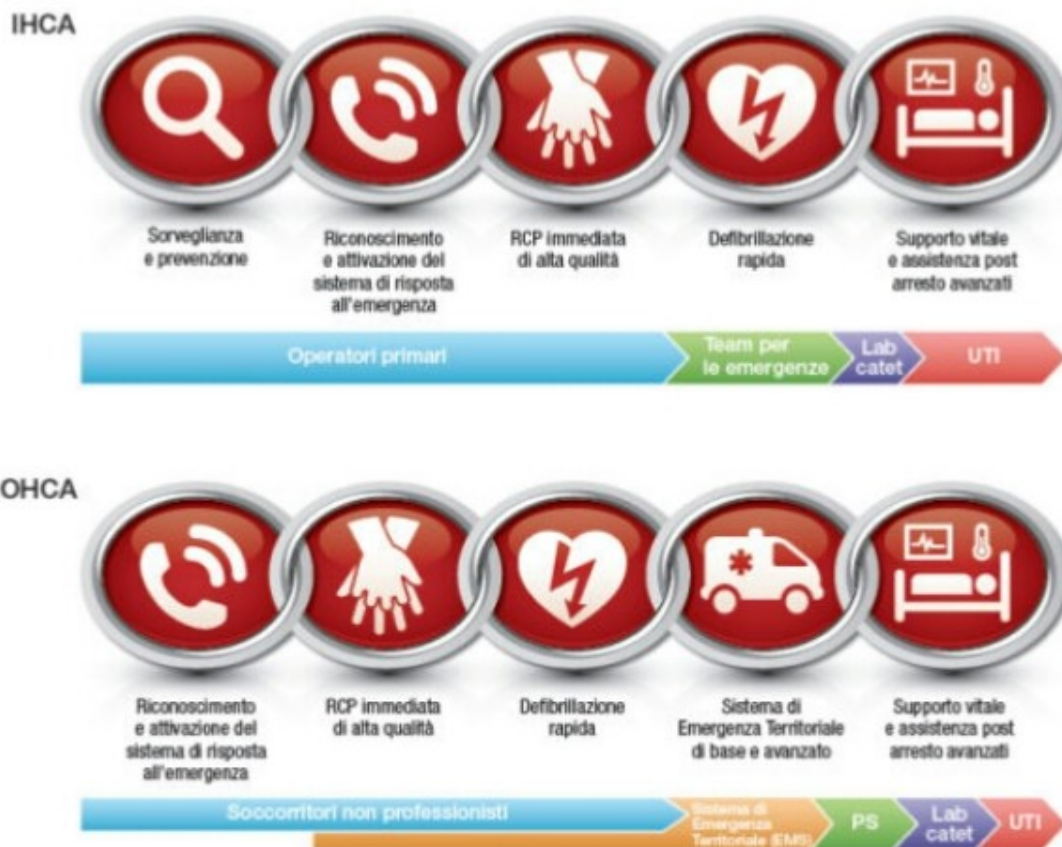 IHCA
Sorveglianza
e prevenzione
Riconoscimento
e attivazione del
sistema di risposta
all'emergenza
RCP immediata
di alta qualità
Defibrillazione
rapida
Supporto vitale
e assistenza post
arresto avanzati
Operatori primari
Team per
le emergenze
Lab
catet
UTI
OHCA
Riconoscimento
e attivazione del
sistema di risposta
all'emergenza
RCP immediata
di alta qualità
Defibrillazione
rapida
Sistema di
Emergenza Territoriale
di base e avanzato
Supporto vitale
e assistenza post
arresto avanzati
Soccorritori non professionisti
Sistema di
Emergenza
Territoriale (EMS)
PS
Lab
catet
UTI